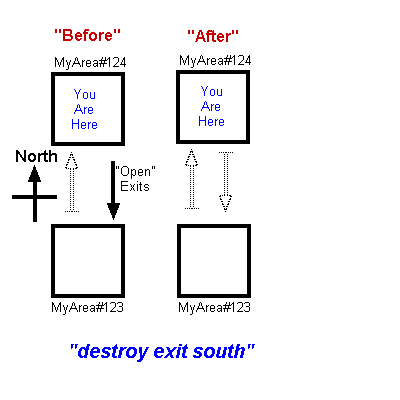 "Before"
"After"
MyArea#124
MyArea#124
You
Are
Here
You
Are
Here
North
"Open"
Exits
MyArea#123
MyArea#123
"destroy exit south"